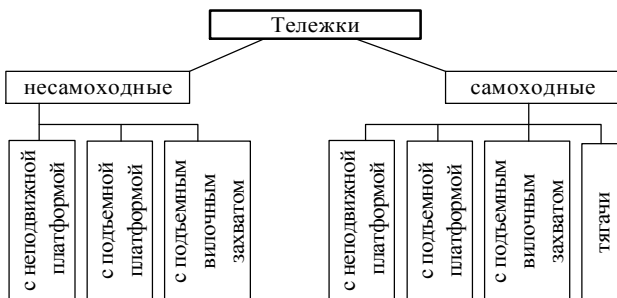 Тележки
несамоходные
самоходные
с неподвижной
платформой
с подъемной
платформой
с подъемным
вилочным
захватом
с неподвижной
платформой
с подъемной
платформой
с подъемным
вилочным
захватом
тягачи